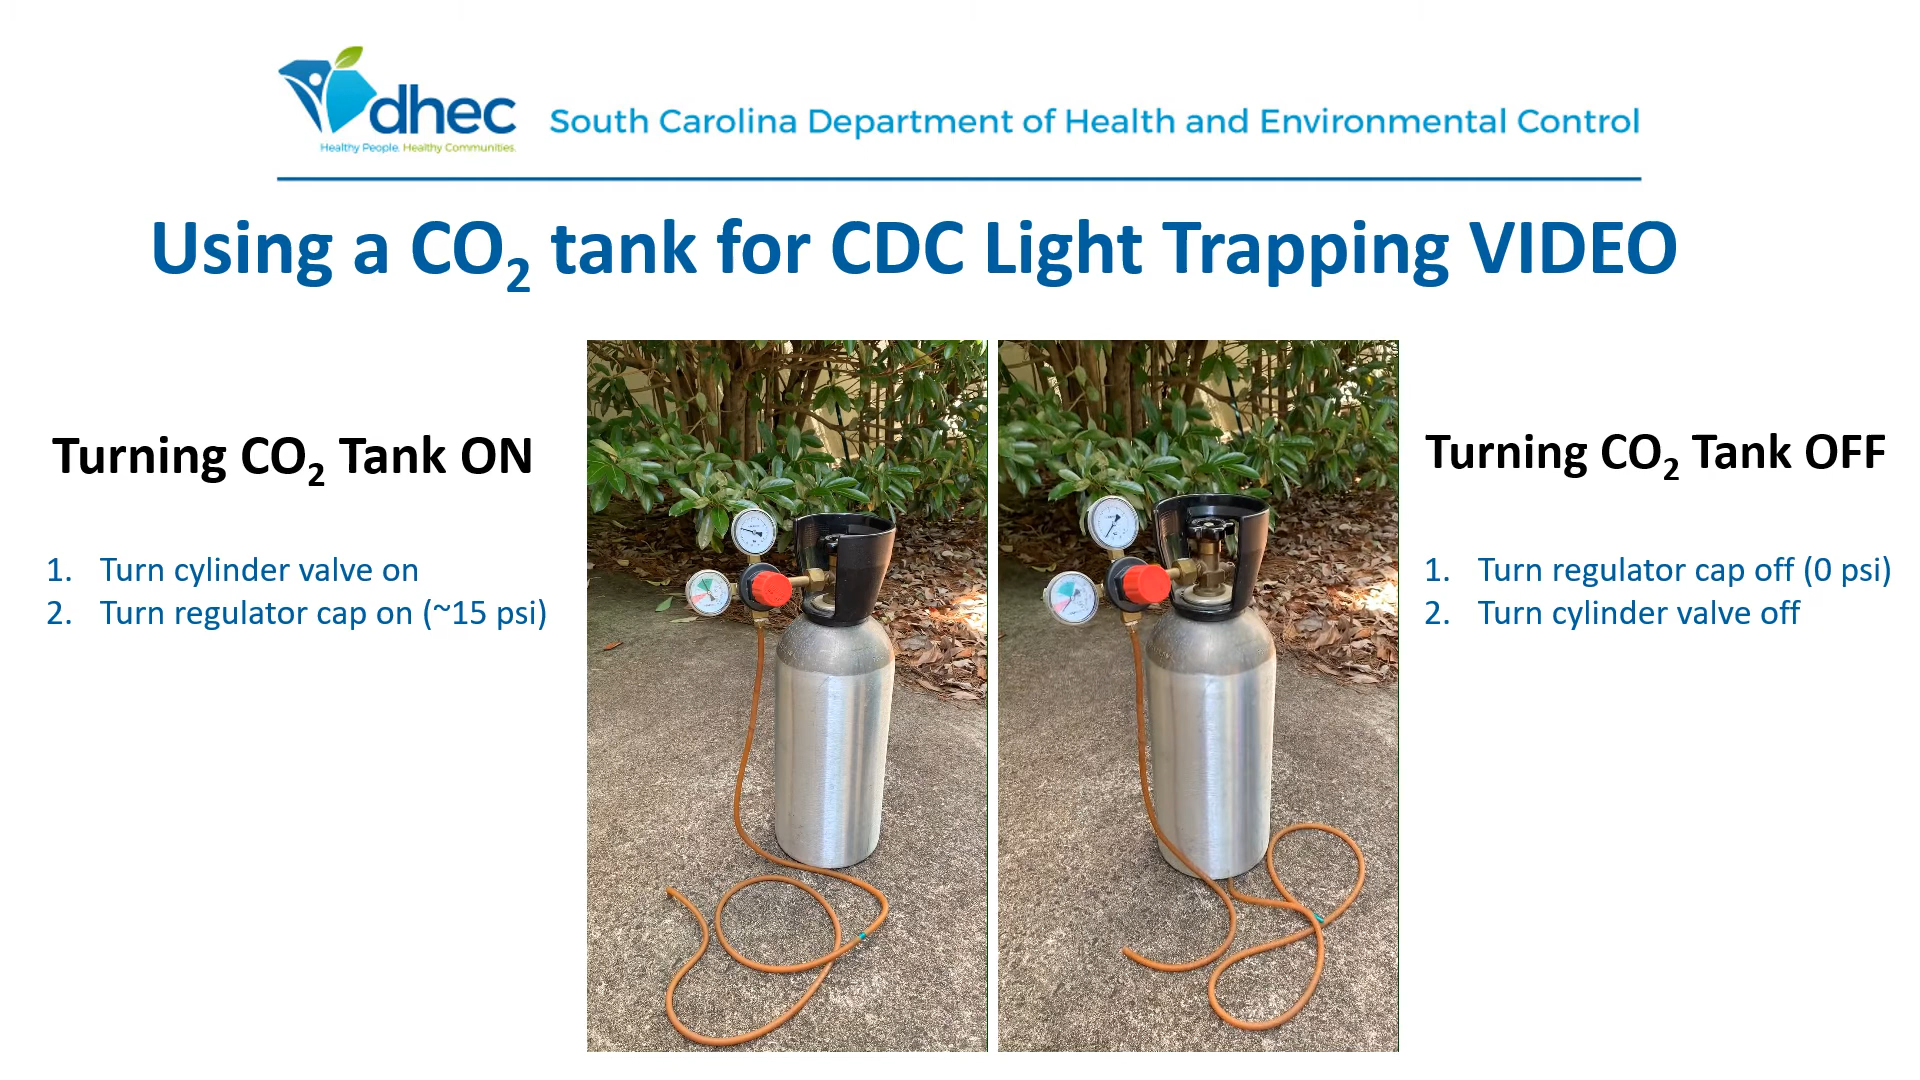 dhec
Healthy People. Healthy Communities.
South Carolina Department of Health and Environmental Control
Using a CO₂ tank for CDC Light Trapping VIDEO
Turning CO₂ Tank ON
1. Turn cylinder valve on
2. Turn regulator cap on (~15 psi)
Turning CO₂ Tank OFF
1. Turn regulator cap off (0 psi)
2. Turn cylinder valve off